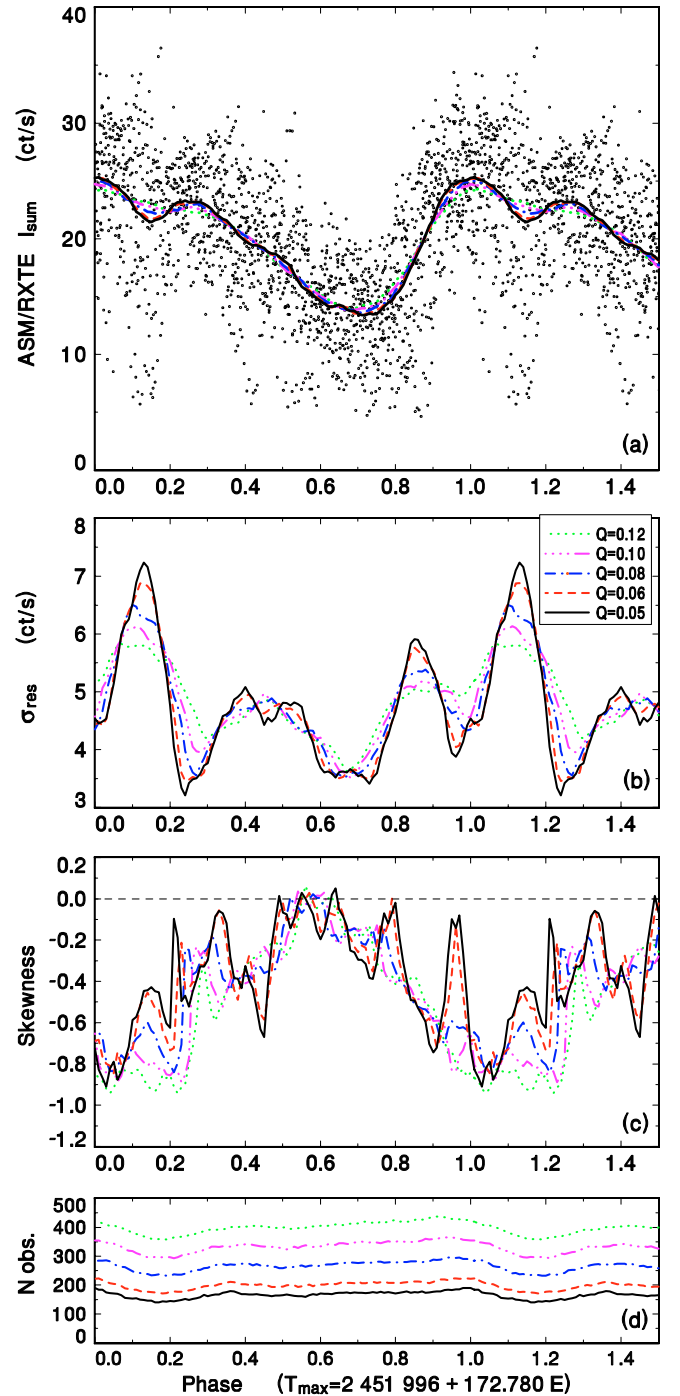 40
30
20
10
0
ASM/RXTE I_sum (ct/s)
(a)
0.0 0.2 0.4 0.6 0.8 1.0 1.2 1.4
8
7
6
5
4
3
σ_res (ct/s)
Q=0.12
Q=0.10
Q=0.08
Q=0.06
Q=0.05
(b)
0.0 0.2 0.4 0.6 0.8 1.0 1.2 1.4
0.2
0.0
-0.2
-0.4
-0.6
-0.8
-1.0
-1.2
Skewness
(c)
0.0 0.2 0.4 0.6 0.8 1.0 1.2 1.4
500
400
300
200
100
0
N obs.
(d)
0.0 0.2 0.4 0.6 0.8 1.0 1.2 1.4
Phase (T_max=2 451 996 + 172.780 E)